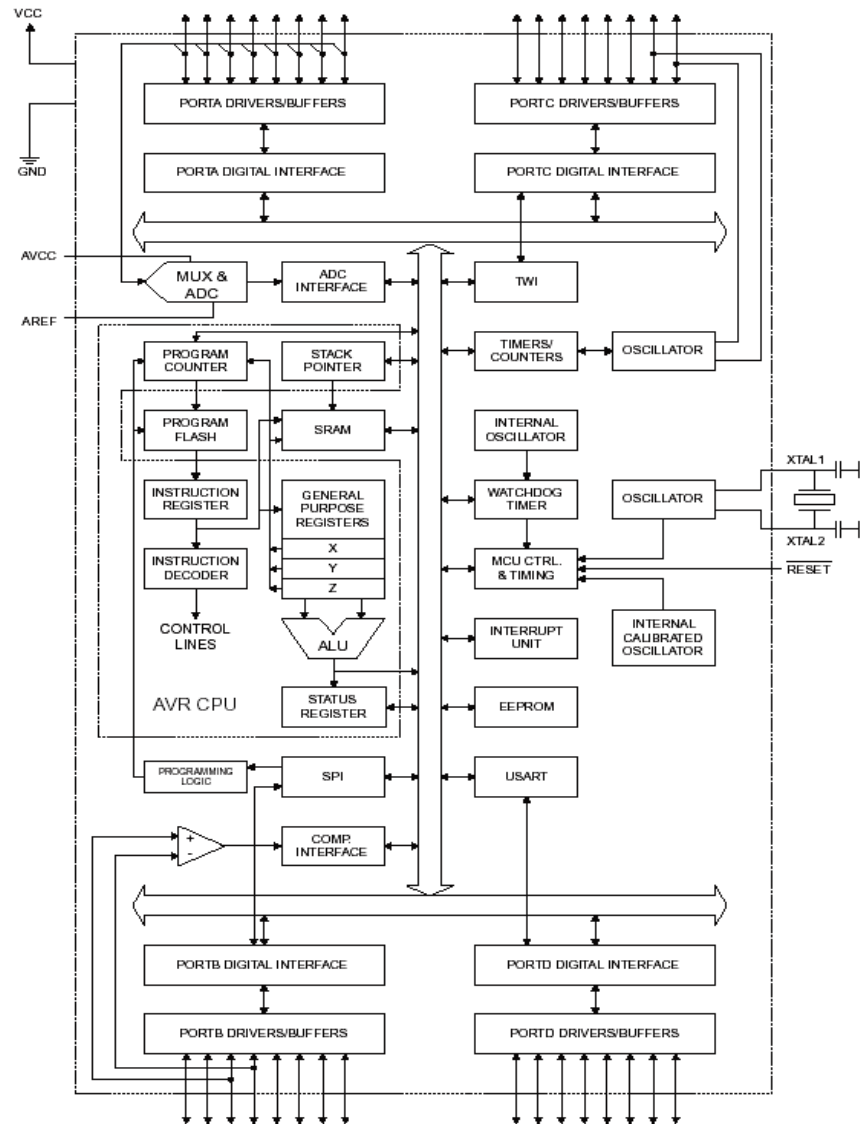 VCC
GND
PORTA DRIVERS/BUFFERS
PORTC DRIVERS/BUFFERS
PORTA DIGITAL INTERFACE
PORTC DIGITAL INTERFACE
AVCC
AREF
MUX &
ADC
ADC
INTERFACE
TWI
PROGRAM
COUNTER
STACK
POINTER
TIMERS/
COUNTERS
OSCILLATOR
PROGRAM
FLASH
SRAM
INTERNAL
OSCILLATOR
INSTRUCTION
REGISTER
GENERAL
PURPOSE
REGISTERS
X
Y
Z
WATCHDOG
TIMER
OSCILLATOR
XTAL1
XTAL2
INSTRUCTION
DECODER
MCU CTRL.
& TIMING
RESET
CONTROL
LINES
ALU
INTERRUPT
UNIT
INTERNAL
CALIBRATED
OSCILLATOR
AVR CPU
STATUS
REGISTER
EEPROM
PROGRAMMING
LOGIC
SPI
USART
+
-
COMP.
INTERFACE
PORTB DIGITAL INTERFACE
PORTD DIGITAL INTERFACE
PORTB DRIVERS/BUFFERS
PORTD DRIVERS/BUFFERS